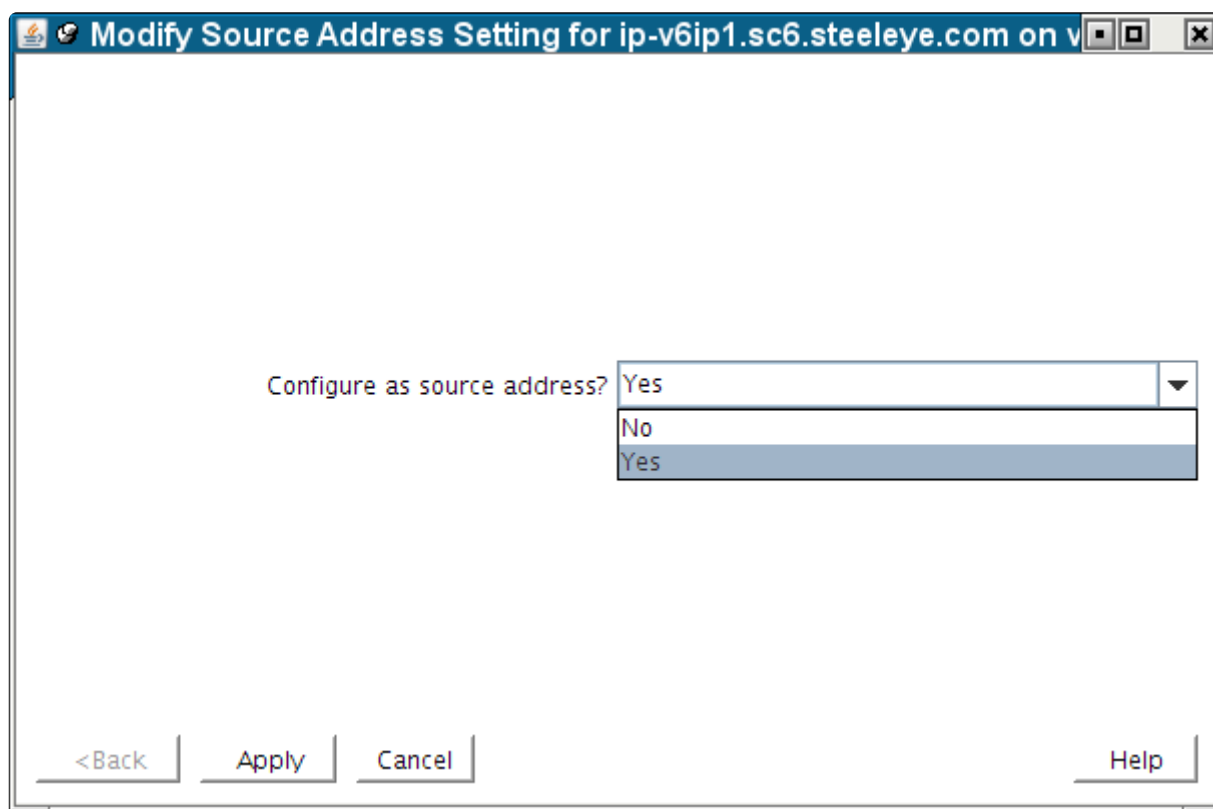 Modify Source Address Setting for ip-v6ip1.sc6.steeleye.com on v
Configure as source address? Yes
No
Yes
<Back Apply Cancel Help